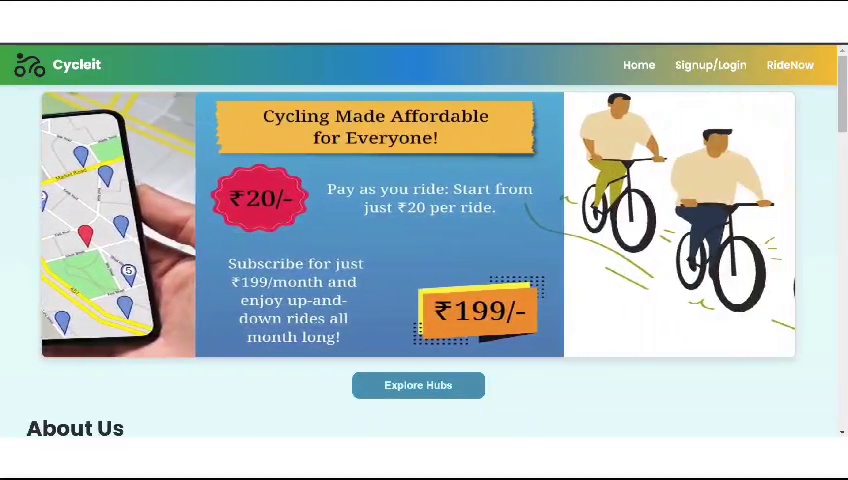 Cycleit
Home Signup/Login RideNow
Cycling Made Affordable
for Everyone!
₹20/-
Pay as you ride: Start from
just ₹20 per ride.
Subscribe for just
₹199/month and
enjoy up-and-
down rides all
month long!
₹199/-
5
Explore Hubs
About Us